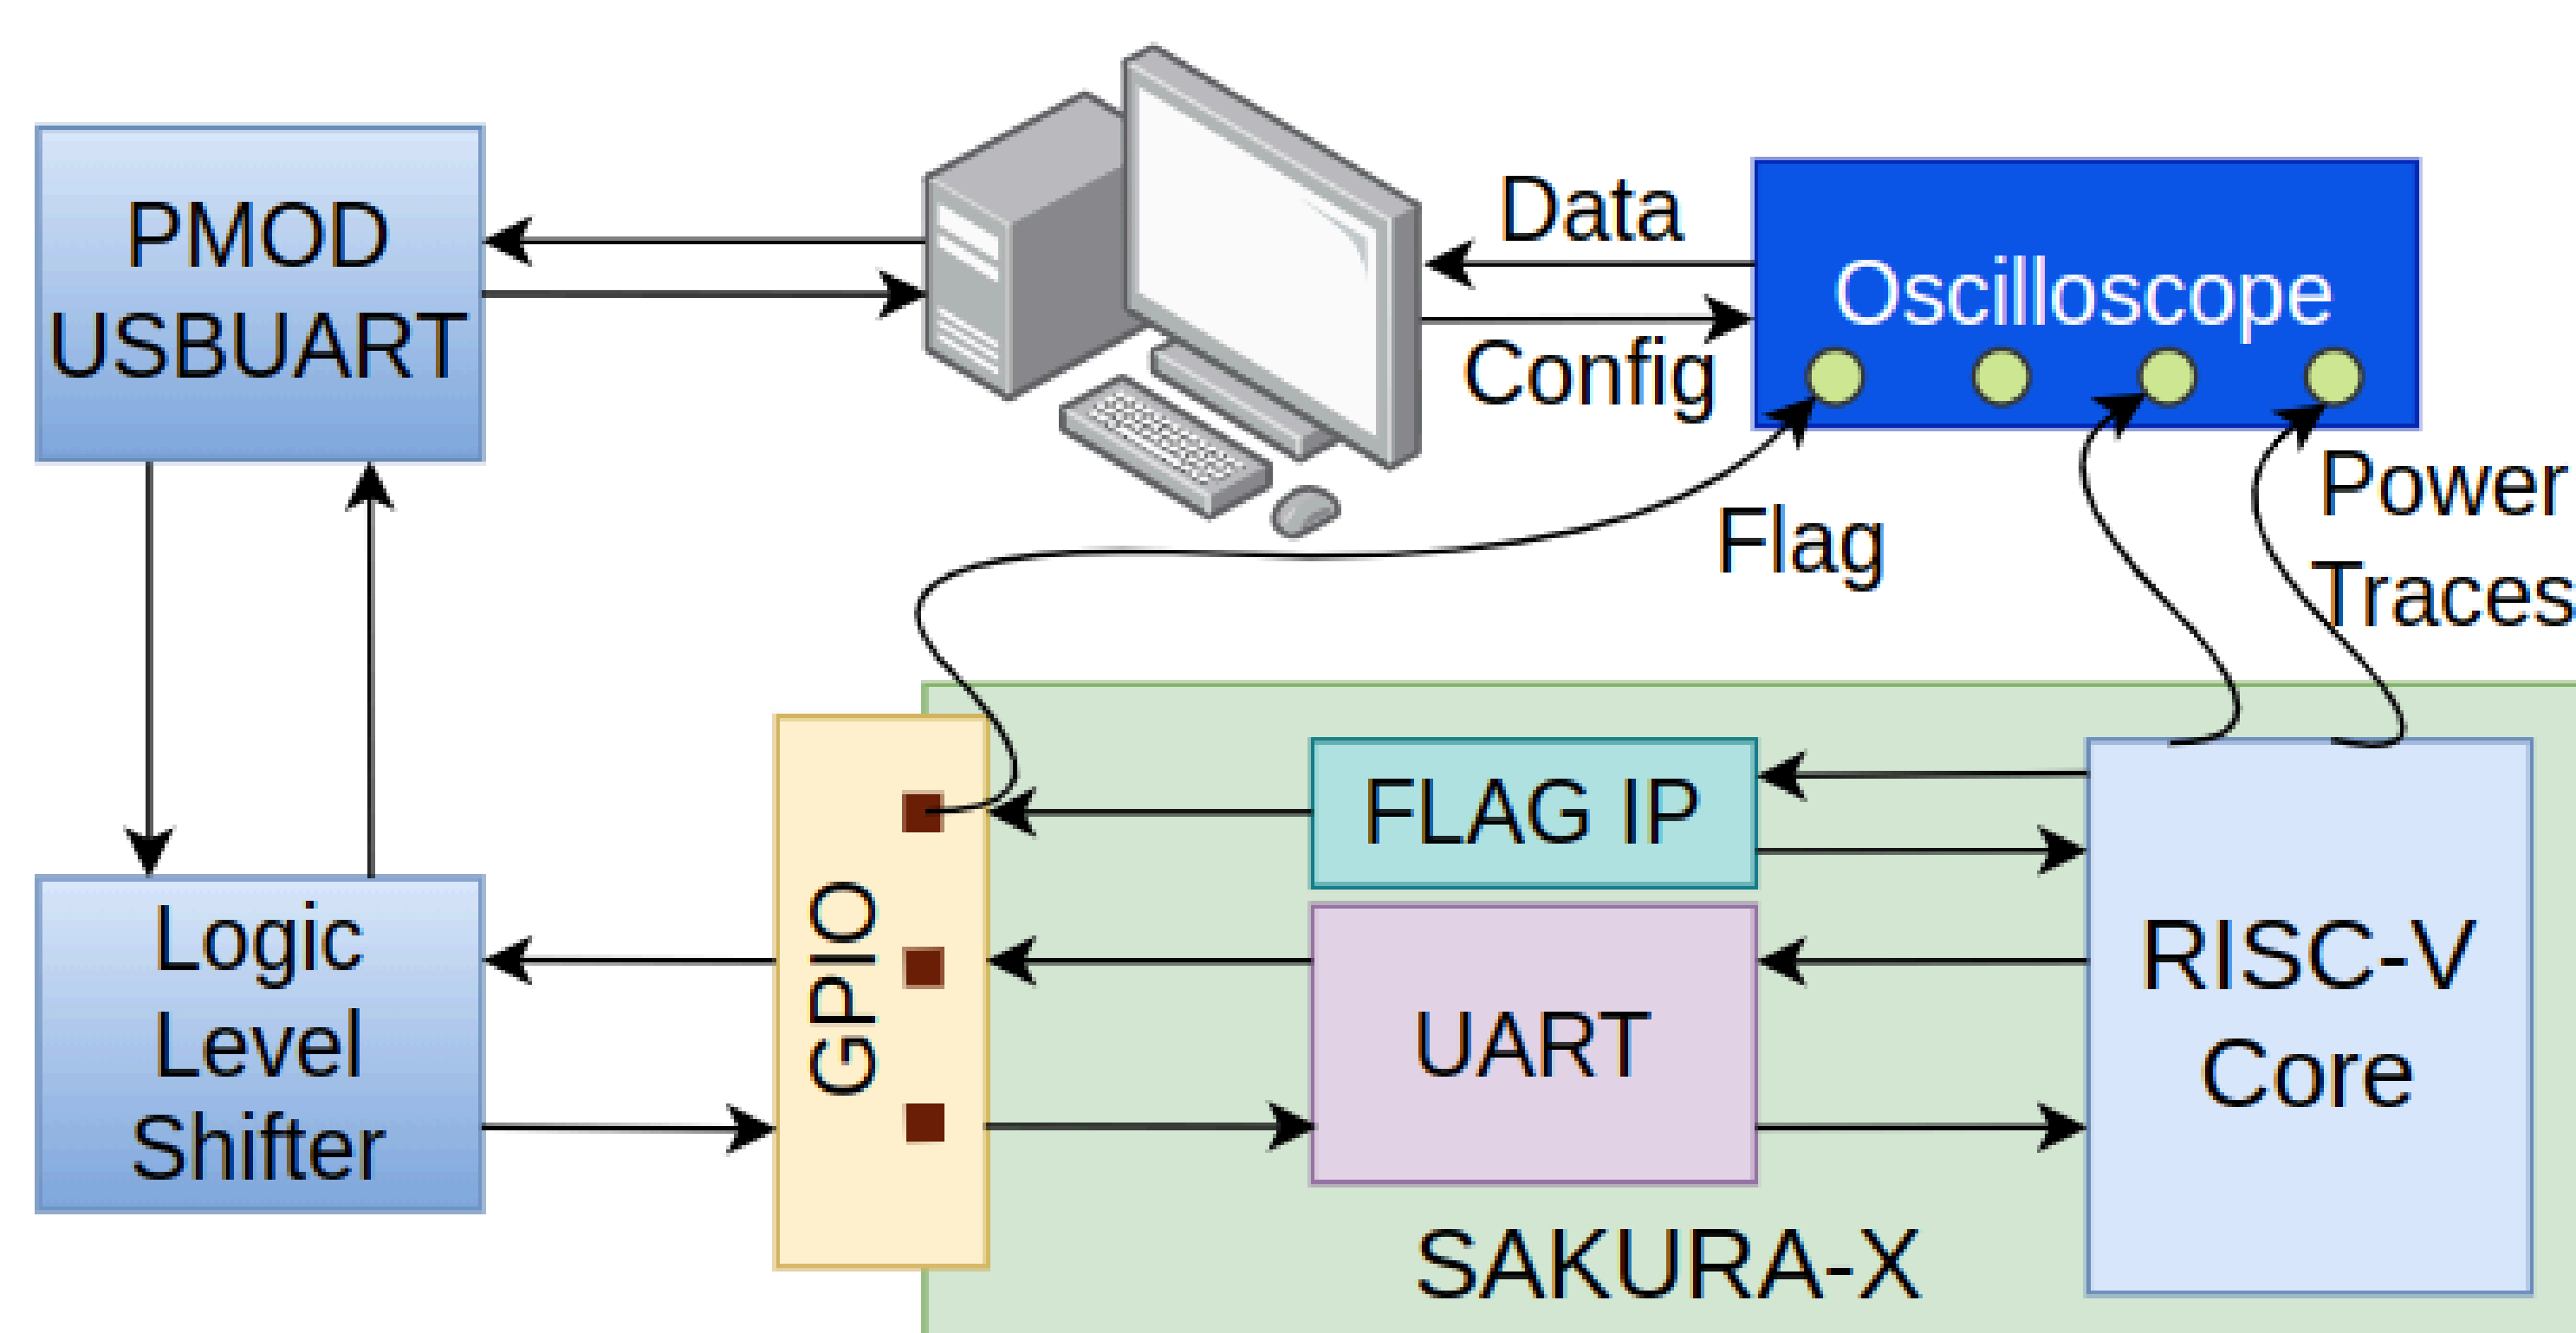 PMOD
USBUART
Data
Config
Oscilloscope
Flag
Power
Traces
Logic
Level
Shifter
GPIO
FLAG IP
UART
RISC-V
Core
SAKURA-X